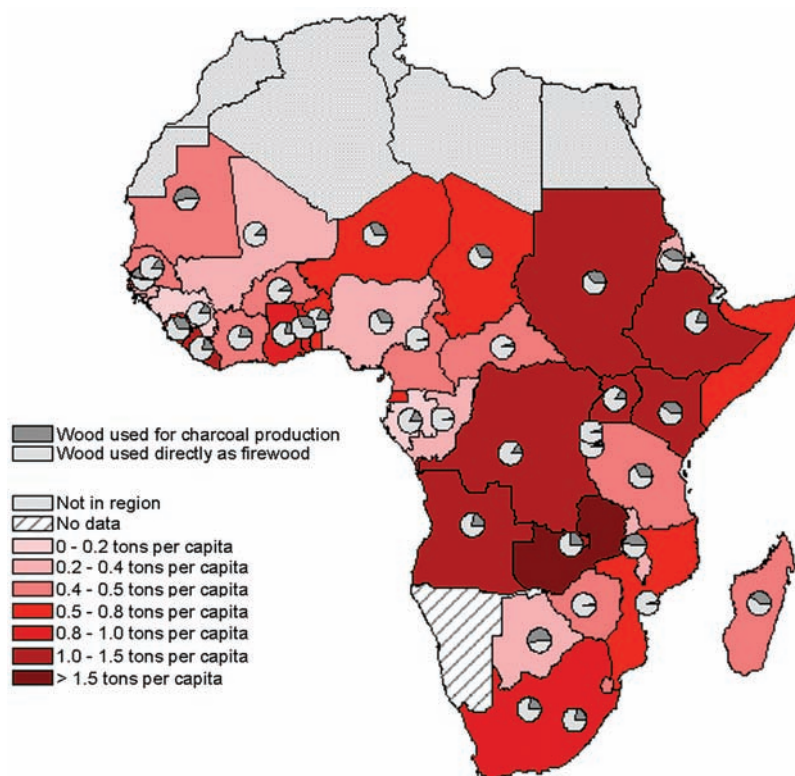 Wood used for charcoal production
Wood used directly as firewood
Not in region
No data
0 - 0.2 tons per capita
0.2 - 0.4 tons per capita
0.4 - 0.5 tons per capita
0.5 - 0.8 tons per capita
0.8 - 1.0 tons per capita
1.0 - 1.5 tons per capita
> 1.5 tons per capita